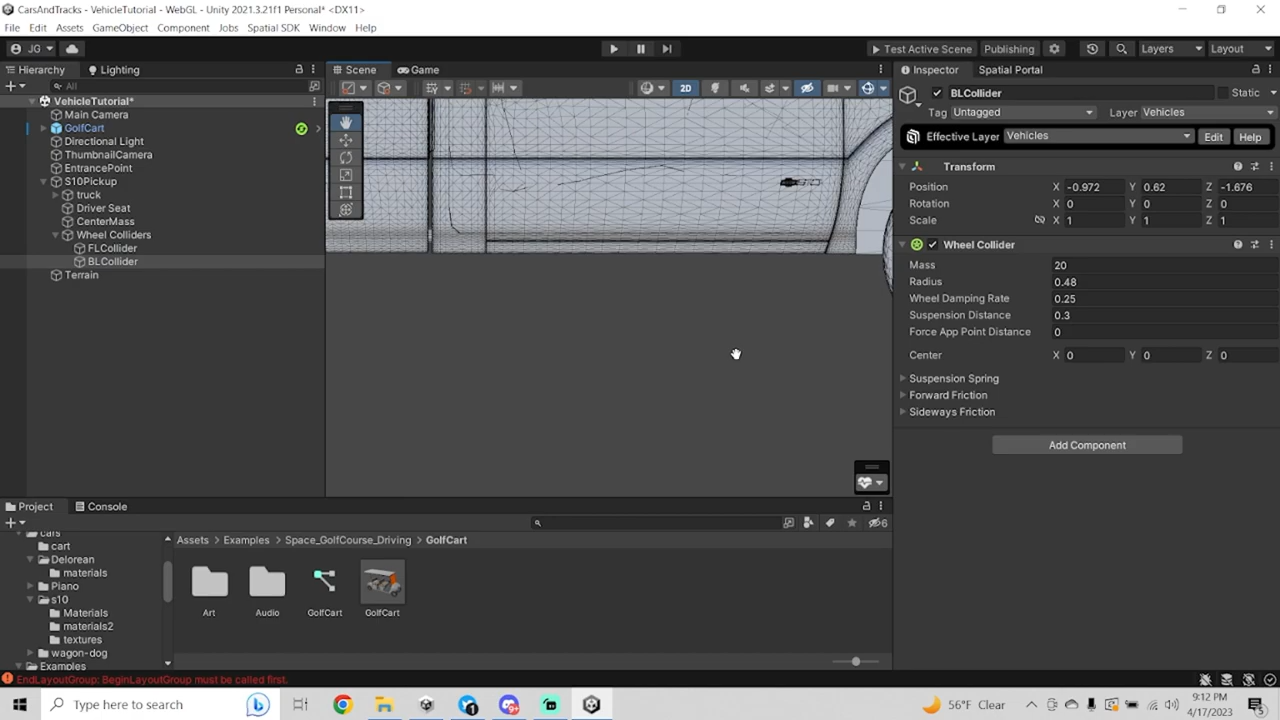 CarsAndTracks - VehicleTutorial - WebGL - Unity 2021.3.21f1 Personal* <DX11>
File Edit Assets GameObject Component Jobs Spatial SDK Window Help
JG Test Active Scene Publishing Layers Layout
Hierarchy Lighting Scene Game Inspector Spatial Portal
All 2D
VehicleTutorial*
Main Camera
GolfCart
Directional Light
ThumbnailCamera
EntrancePoint
S10Pickup
truck
Driver Seat
CenterMass
Wheel Colliders
FLCollider
BLCollider
Terrain
BLCollider Static
Tag Untagged Layer Vehicles
Effective Layer Vehicles Edit Help
Transform
Position X -0.972 Y 0.62 Z -1.676
Rotation X 0 Y 0 Z 0
Scale X 1 Y 1 Z 1
Wheel Collider
Mass 20
Radius 0.48
Wheel Damping Rate 0.25
Suspension Distance 0.3
Force App Point Distance 0
Center X 0 Y 0 Z 0
Suspension Spring
Forward Friction
Sideways Friction
Add Component
Project Console
6
cars
cart
Delorean
materials
Piano
s10
Materials
materials2
textures
wagon-dog
Examples
Assets > Examples > Space_GolfCourse_Driving > GolfCart
Art Audio GolfCart GolfCart
EndLayoutGroup: BeginLayoutGroup must be called first.
Type here to search 56°F Clear 9:12 PM
4/17/2023